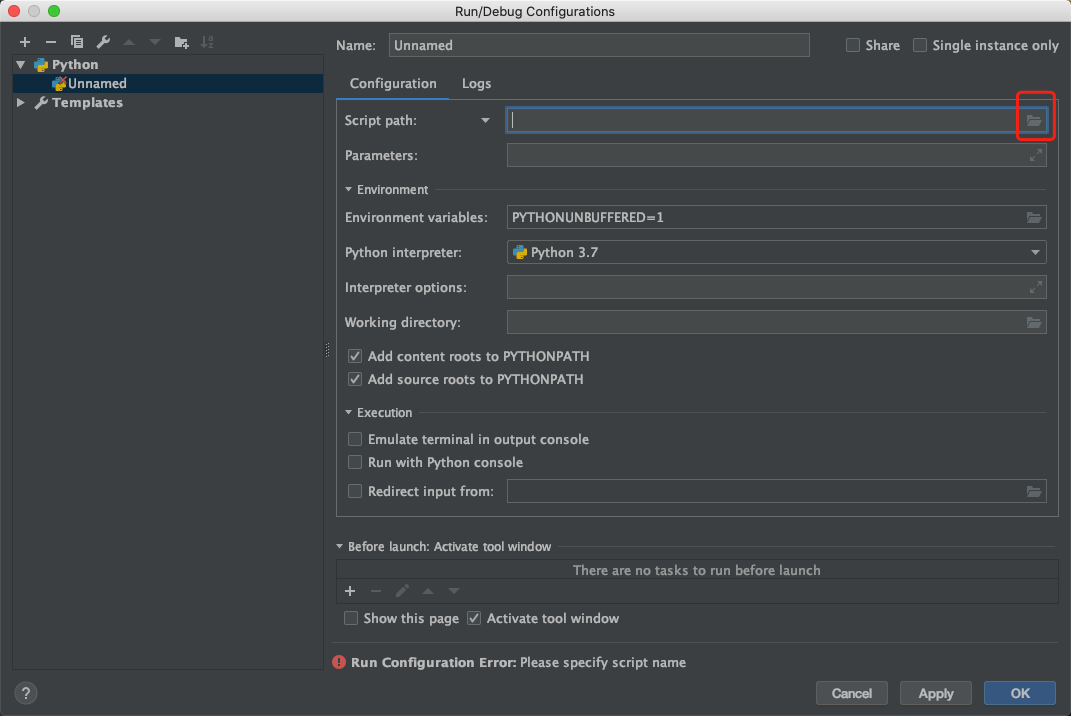 Run/Debug Configurations
Name: Unnamed Share Single instance only
Python
Unnamed
Templates
Configuration Logs
Script path:
Parameters:
Environment
Environment variables: PYTHONUNBUFFERED=1
Python interpreter: Python 3.7
Interpreter options:
Working directory:
Add content roots to PYTHONPATH
Add source roots to PYTHONPATH
Execution
Emulate terminal in output console
Run with Python console
Redirect input from:
Before launch: Activate tool window
There are no tasks to run before launch
Show this page Activate tool window
Run Configuration Error: Please specify script name
? Cancel Apply OK